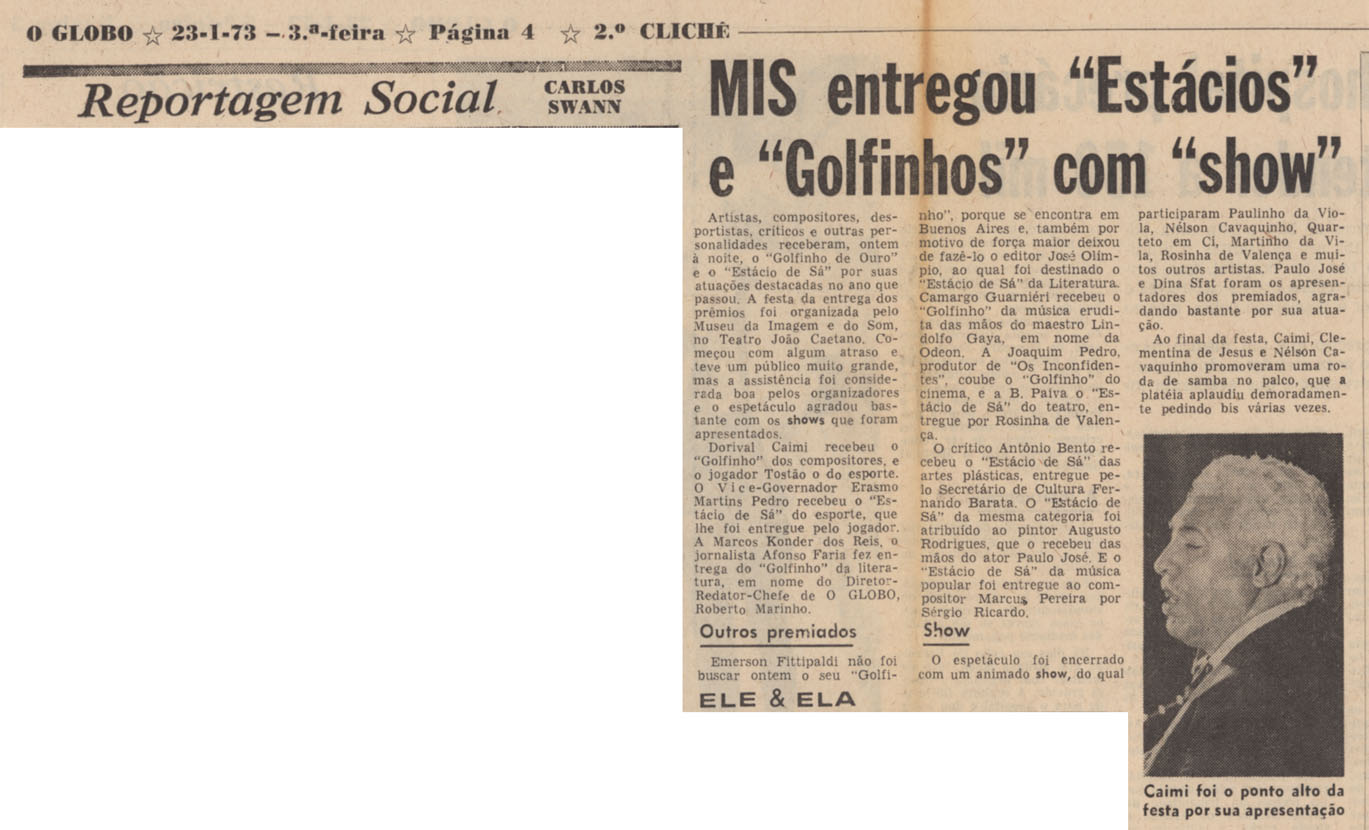 O GLOBO ☆ 23-1-73 — 3.ª-feira ☆ Página 4 ☆ 2.º CLICHÊ
Reportagem Social
CARLOS
SWANN
MIS entregou “Estácios”
e “Golfinhos” com “show”
Artistas, compositores, des-
portistas, críticos e outras per-
sonalidades receberam, ontem
à noite, o “Golfinho de Ouro”
e o “Estácio de Sá” por suas
atuações destacadas no ano que
passou. A festa da entrega dos
prêmios foi organizada pelo
Museu da Imagem e do Som,
no Teatro João Caetano. Co-
meçou com algum atraso e
teve um público muito grande,
mas a assistência foi conside-
rada boa pelos organizadores
e o espetáculo agradou bas-
tante com os shows que foram
apresentados.
Dorival Caimi recebeu o
“Golfinho” dos compositores, e
o jogador Tostão o do esporte.
O Vice-Governador Erasmo
Martins Pedro recebeu o “Es-
tácio de Sá” do esporte, que
lhe foi entregue pelo jogador.
A Marcos Konder dos Reis, o
jornalista Afonso Faria fez en-
trega do “Golfinho” da litera-
tura, em nome do Diretor-
Redator-Chefe de O GLOBO,
Roberto Marinho.
Outros premiados
Emerson Fittipaldi não foi
buscar ontem o seu “Golfi-
ELE & ELA
nho”, porque se encontra em
Buenos Aires e, também por
motivo de força maior deixou
de fazê-lo o editor José Olím-
pio, ao qual foi destinado o
“Estácio de Sá” da Literatura.
Camargo Guarniéri recebeu o
“Golfinho” da música erudi-
ta das mãos do maestro Lin-
dolfo Gaya, em nome da
Odeon. A Joaquim Pedro,
produtor de “Os Inconfiden-
tes”, coube o “Golfinho” do
cinema, e a B. Paiva o “Es-
tácio de Sá” do teatro, en-
tregue por Rosinha de Valen-
ça.
O crítico Antônio Bento re-
cebeu o “Estácio de Sá” das
artes plásticas, entregue pe-
lo Secretário de Cultura Fer-
nando Barata. O “Estácio de
Sá” da mesma categoria foi
atribuído ao pintor Augusto
Rodrigues, que o recebeu das
mãos do ator Paulo José. E o
“Estácio de Sá” da música
popular foi entregue ao com-
positor Marcus Pereira por
Sérgio Ricardo.
Show
O espetáculo foi encerrado
com um animado show, do qual
participaram Paulinho da Vio-
la, Nélson Cavaquinho, Quar-
teto em Ci, Martinho da Vi-
la, Rosinha de Valença e mui-
tos outros artistas. Paulo José
e Dina Sfat foram os apresen-
tadores dos premiados, agra-
dando bastante por sua atua-
ção.
Ao final da festa, Caimi, Cle-
mentina de Jesus e Nélson Ca-
vaquinho promoveram uma ro-
da de samba no palco, que a
platéia aplaudiu demoradamen-
te pedindo bis várias vezes.
Caimi foi o ponto alto da
festa por sua apresentação